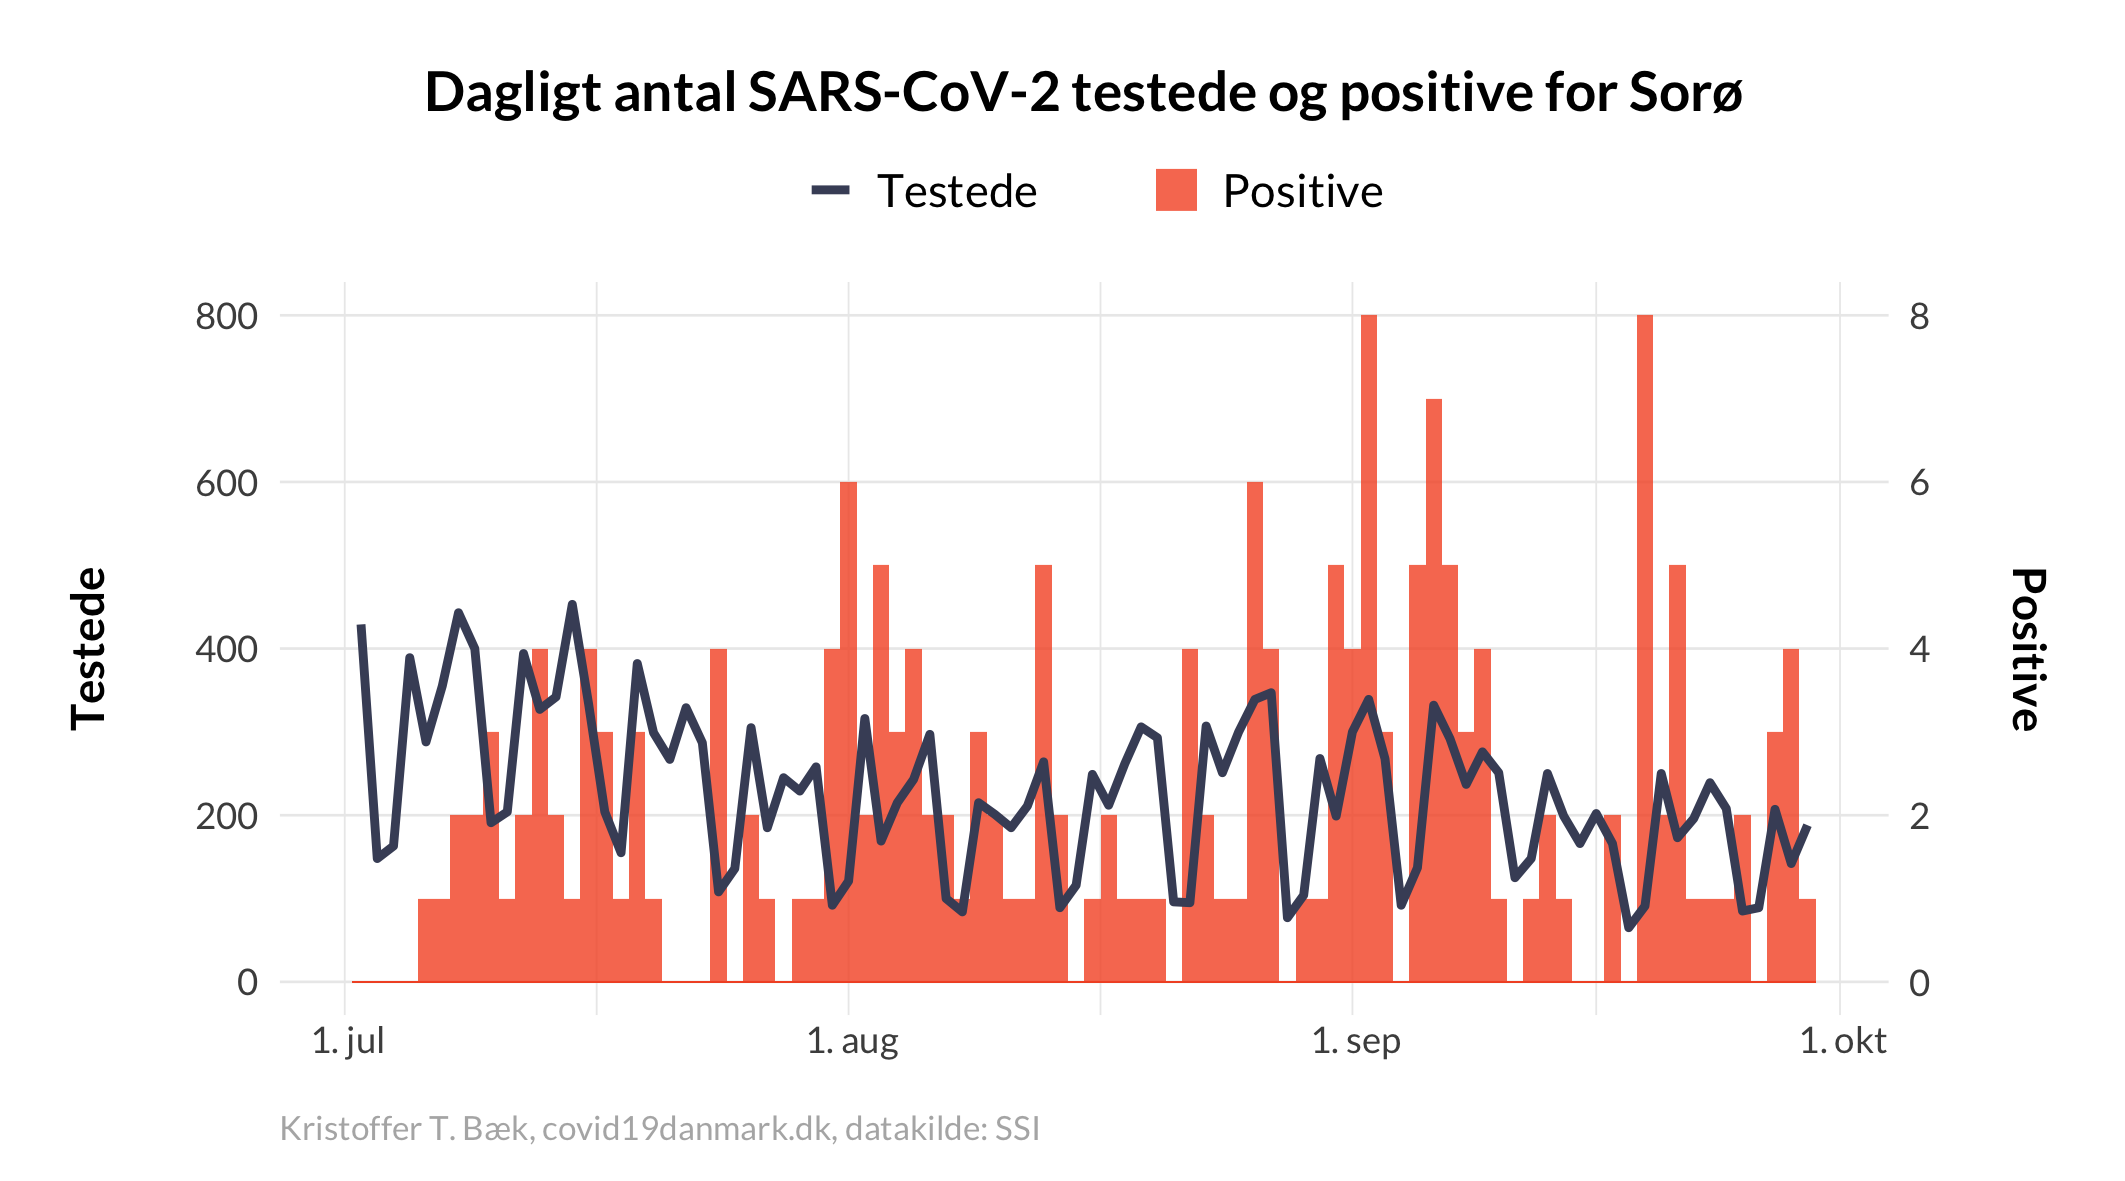 Dagligt antal SARS-CoV-2 testede og positive for Sorø
Testede
Positive
800
600
400
200
0
8
6
4
2
0
Testede
Positive
1. jul
1. aug
1. sep
1. okt
Kristoffer T. Bæk, covid19danmark.dk, datakilde: SSI